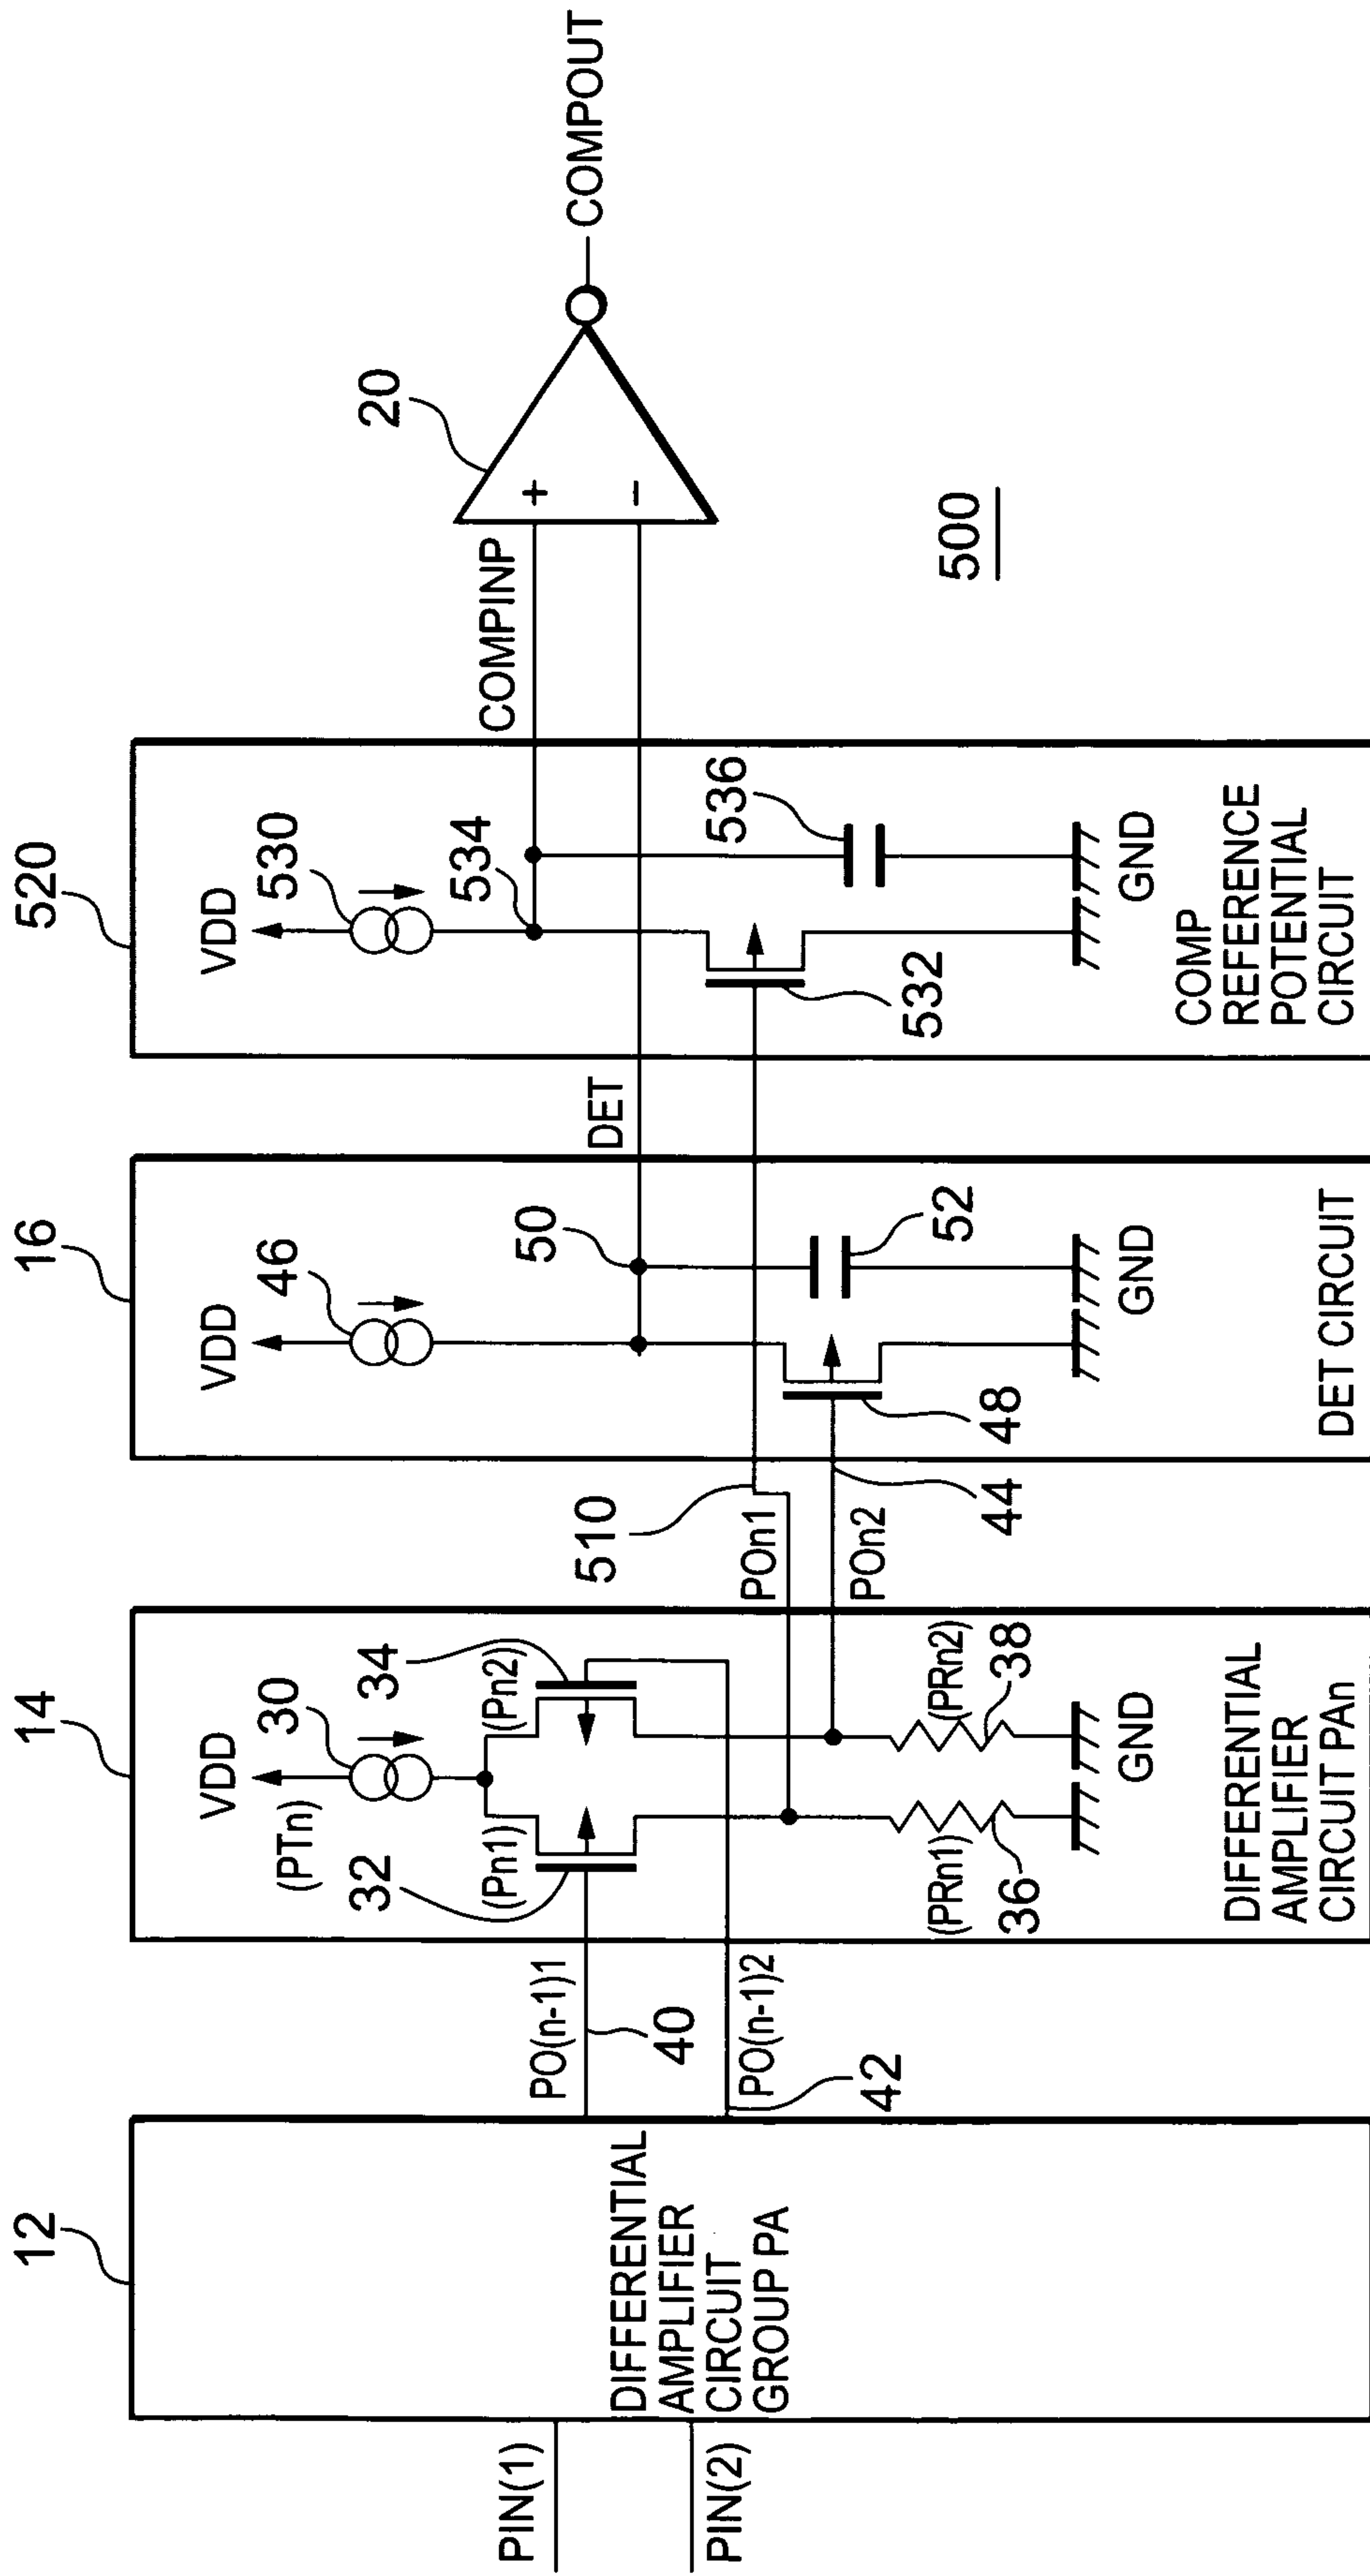 12
PIN(1)
PIN(2)
DIFFERENTIAL
AMPLIFIER
CIRCUIT
GROUP PA
PO(n-1)1
40
PO(n-1)2
42
14
VDD
(PTn)
30
32
(Pn1)
(Pn2)
34
(PRn1)
36
(PRn2)
38
GND
DIFFERENTIAL
AMPLIFIER
CIRCUIT PAn
510
POn1
POn2
44
16
VDD
46
50
52
48
GND
DET CIRCUIT
DET
520
VDD
530
534
536
532
GND
COMP
REFERENCE
POTENTIAL
CIRCUIT
COMPINP
20
+
−
COMPOUT
500